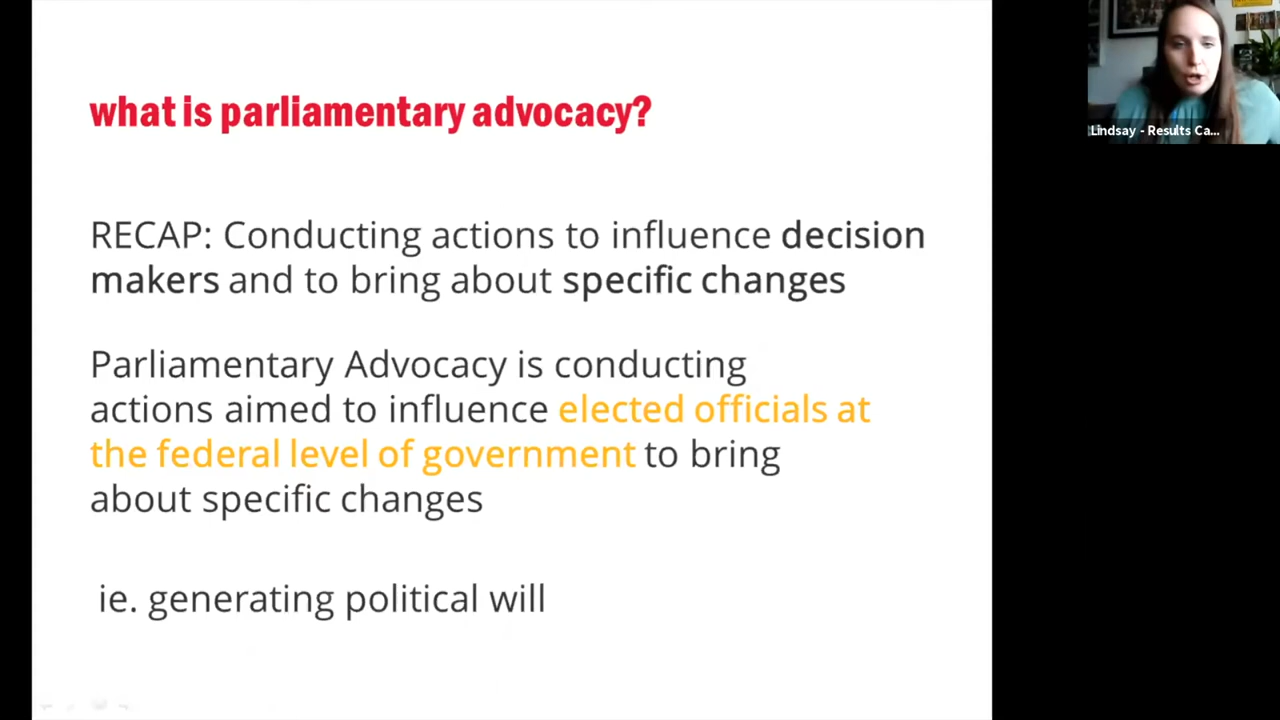 what is parliamentary advocacy?
RECAP: Conducting actions to influence decision
makers and to bring about specific changes
Parliamentary Advocacy is conducting
actions aimed to influence elected officials at
the federal level of government to bring
about specific changes
ie. generating political will
Lindsay - Results Ca...